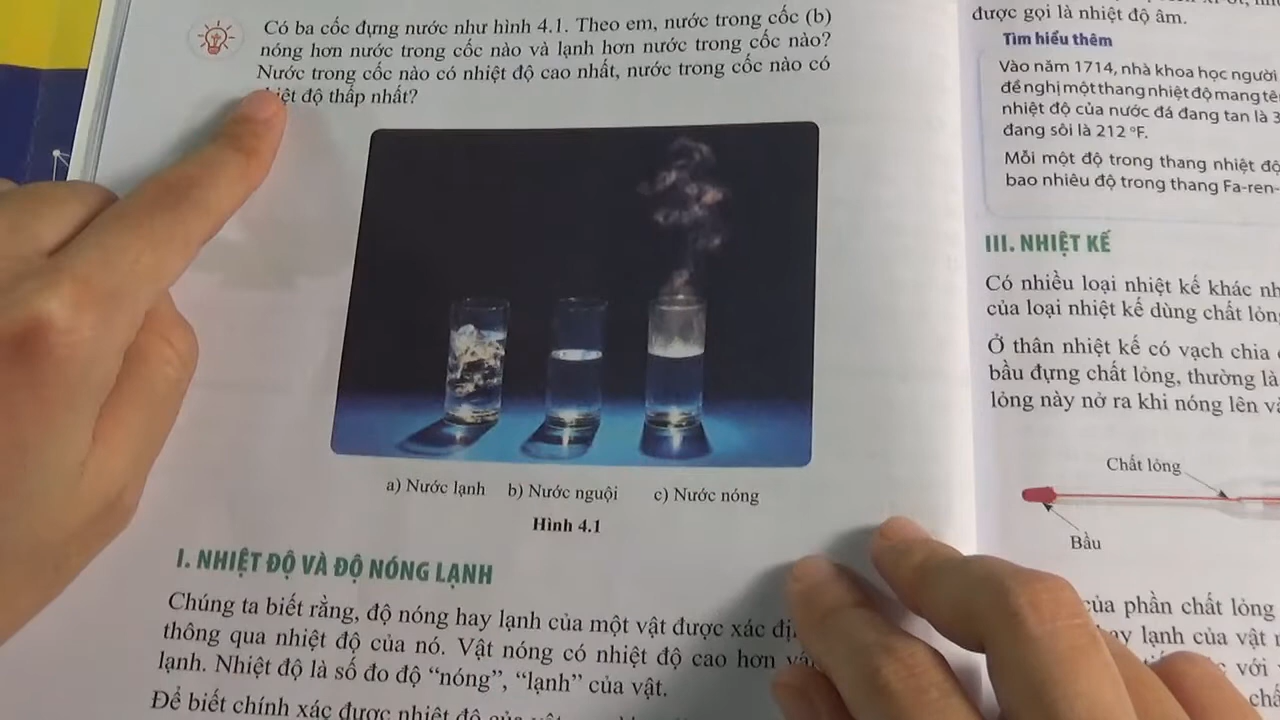 Có ba cốc đựng nước như hình 4.1. Theo em, nước trong cốc (b)
nóng hơn nước trong cốc nào và lạnh hơn nước trong cốc nào?
Nước trong cốc nào có nhiệt độ cao nhất, nước trong cốc nào có
độ thấp nhất?
a) Nước lạnh b) Nước nguội c) Nước nóng
Hình 4.1
I. NHIỆT ĐỘ VÀ ĐỘ NÓNG LẠNH
Chúng ta biết rằng, độ nóng hay lạnh của một vật được xác
thông qua nhiệt độ của nó. Vật nóng có nhiệt độ cao hơn
lạnh. Nhiệt độ là số đo độ “nóng”, “lạnh” của vật.
Để biết chính xác được nhiệt độ
được gọi là nhiệt độ âm.
Tìm hiểu thêm
Vào năm 1714, nhà khoa học người
đề nghị một thang nhiệt độ mang
nhiệt độ của nước đá đang tan là
đang sôi là 212 °F.
Mỗi một độ trong thang nhiệt độ
bao nhiêu độ trong thang Fa-ren-
III. NHIỆT KẾ
Có nhiều loại nhiệt kế khác
của loại nhiệt kế dùng chất lỏng
Ở thân nhiệt kế có vạch chia
bầu đựng chất lỏng, thường là
lỏng này nở ra khi nóng lên
Chất lỏng
Bầu
của phần chất lỏng
lạnh của vật
với